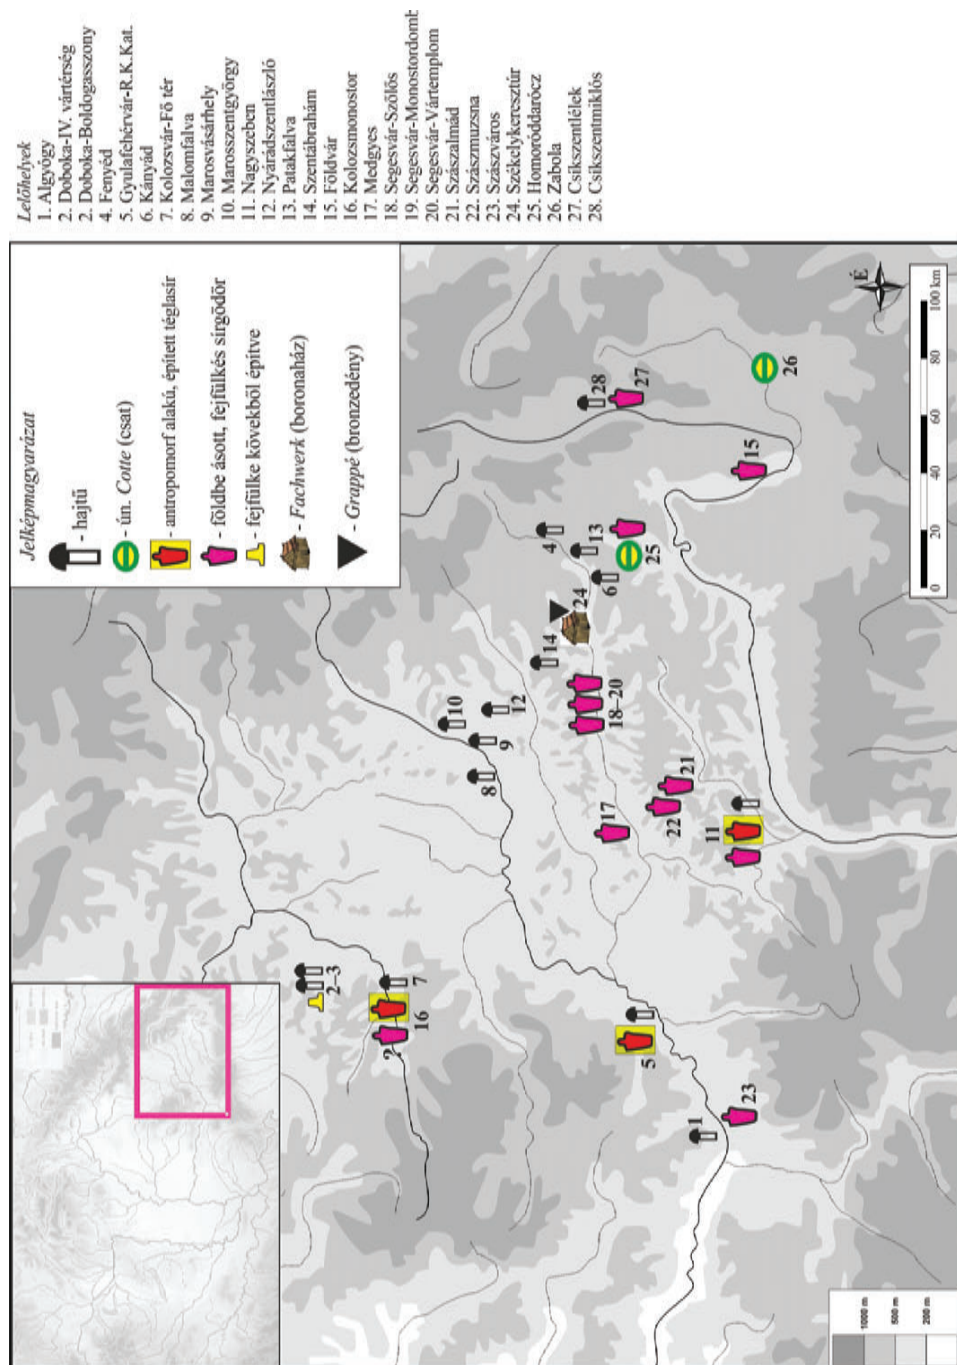 Lelőhelyek
1. Algyógy
2. Doboka-IV. vártérség
2. Doboka-Boldogasszony
4. Fenyéd
5. Gyulafehérvár-R.K.Kat.
6. Kányád
7. Kolozsvár-Fő tér
8. Malomfalva
9. Marosvásárhely
10. Marosszentgyörgy
11. Nagyszeben
12. Nyárádszentlászló
13. Patakfalva
14. Szentábrahám
15. Földvár
16. Kolozsmonostor
17. Medgyes
18. Segesvár-Szőlős
19. Segesvár-Monostordomb
20. Segesvár-Vártemplom
21. Szászalmád
22. Szászmuzsna
23. Szászváros
24. Székelykeresztúr
25. Homoróddarócz
26. Zabola
27. Csíkszentlélek
28. Csíkszentmiklós
Jelképmagyarázat
- hajtű
- ún. Cotte (csat)
- antropomorf alakú, épített téglasír
- földbe ásott, fejfülkés sírgödör
- fejfülke kövekből építve
- Fachwerk (boronaház)
- Grappé (bronzedény)
2–3
7
16
?
10
9
12
8
14
24
4
13
6
25
28
27
26
15
18–20
17
21
22
11
5
1
23
É
0 20 40 60 80 100 km
1000 m
500 m
200 m